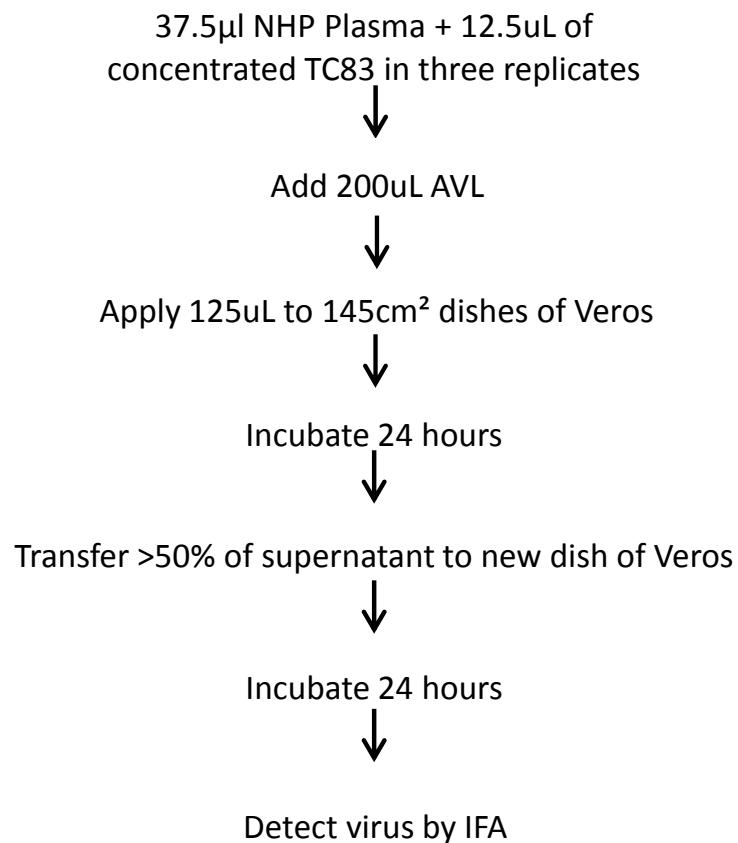 37.5µl NHP Plasma + 12.5uL of
concentrated TC83 in three replicates
Add 200uL AVL
Apply 125uL to 145cm² dishes of Veros
Incubate 24 hours
Transfer >50% of supernatant to new dish of Veros
Incubate 24 hours
Detect virus by IFA